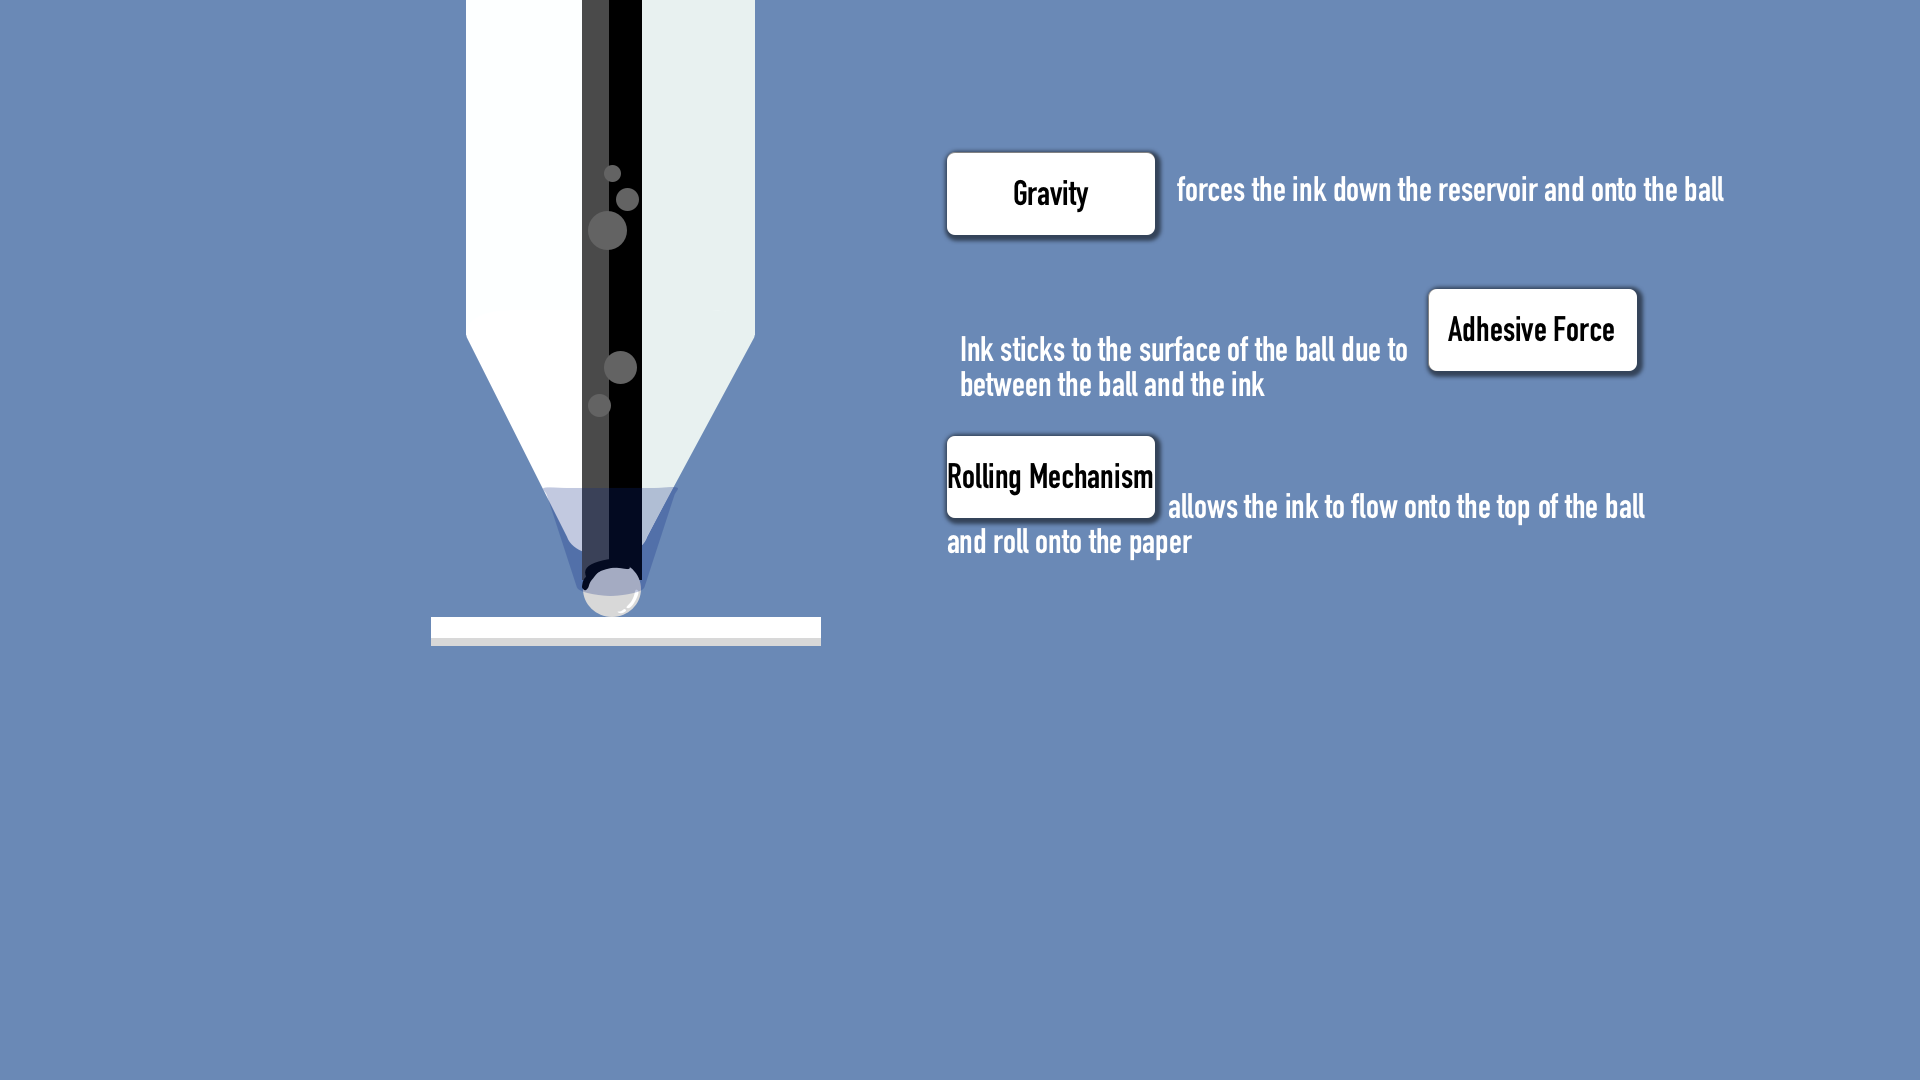 Gravity forces the ink down the reservoir and onto the ball
Ink sticks to the surface of the ball due to Adhesive Force
between the ball and the ink
Rolling Mechanism allows the ink to flow onto the top of the ball
and roll onto the paper